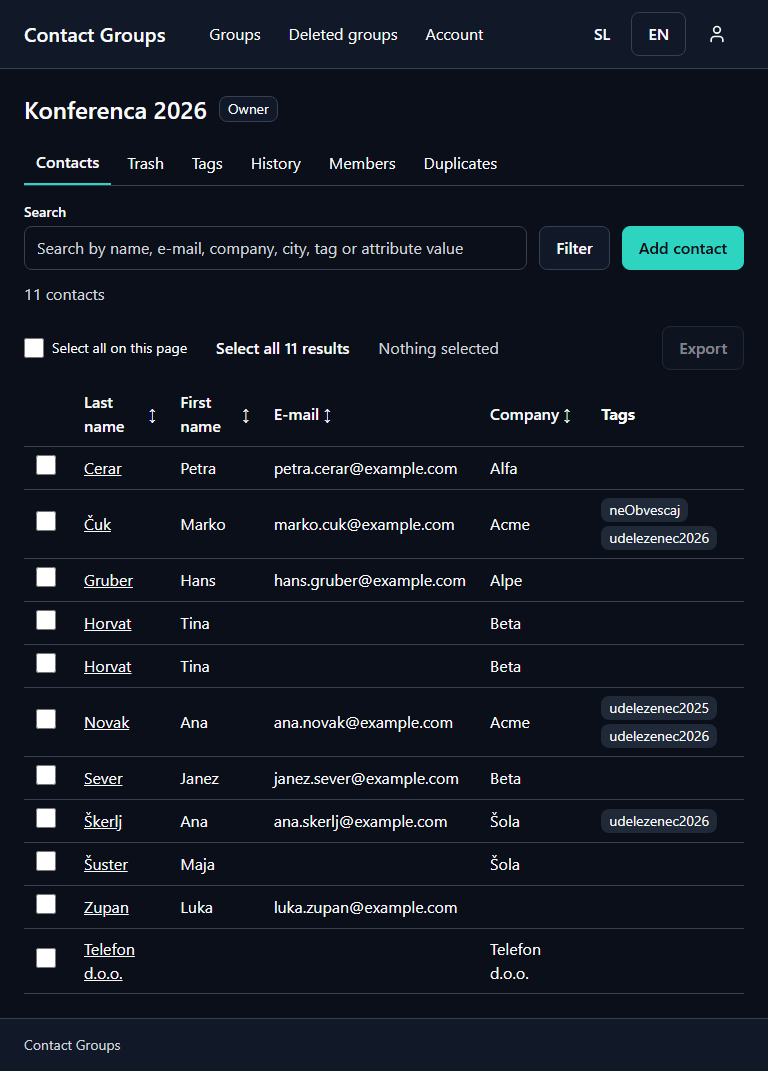 Contact Groups Groups Deleted groups Account SL EN
Konferenca 2026 Owner
Contacts Trash Tags History Members Duplicates
Search
Search by name, e-mail, company, city, tag or attribute value Filter Add contact
11 contacts
Select all on this page Select all 11 results Nothing selected Export
Last name ↕ First name ↕ E-mail ↕ Company ↕ Tags
Cerar Petra petra.cerar@example.com Alfa
Čuk Marko marko.cuk@example.com Acme neObvescaj udelezenec2026
Gruber Hans hans.gruber@example.com Alpe
Horvat Tina Beta
Horvat Tina Beta
Novak Ana ana.novak@example.com Acme udelezenec2025 udelezenec2026
Sever Janez janez.sever@example.com Beta
Škerlj Ana ana.skerlj@example.com Šola udelezenec2026
Šuster Maja Šola
Zupan Luka luka.zupan@example.com
Telefon d.o.o. Telefon d.o.o.
Contact Groups